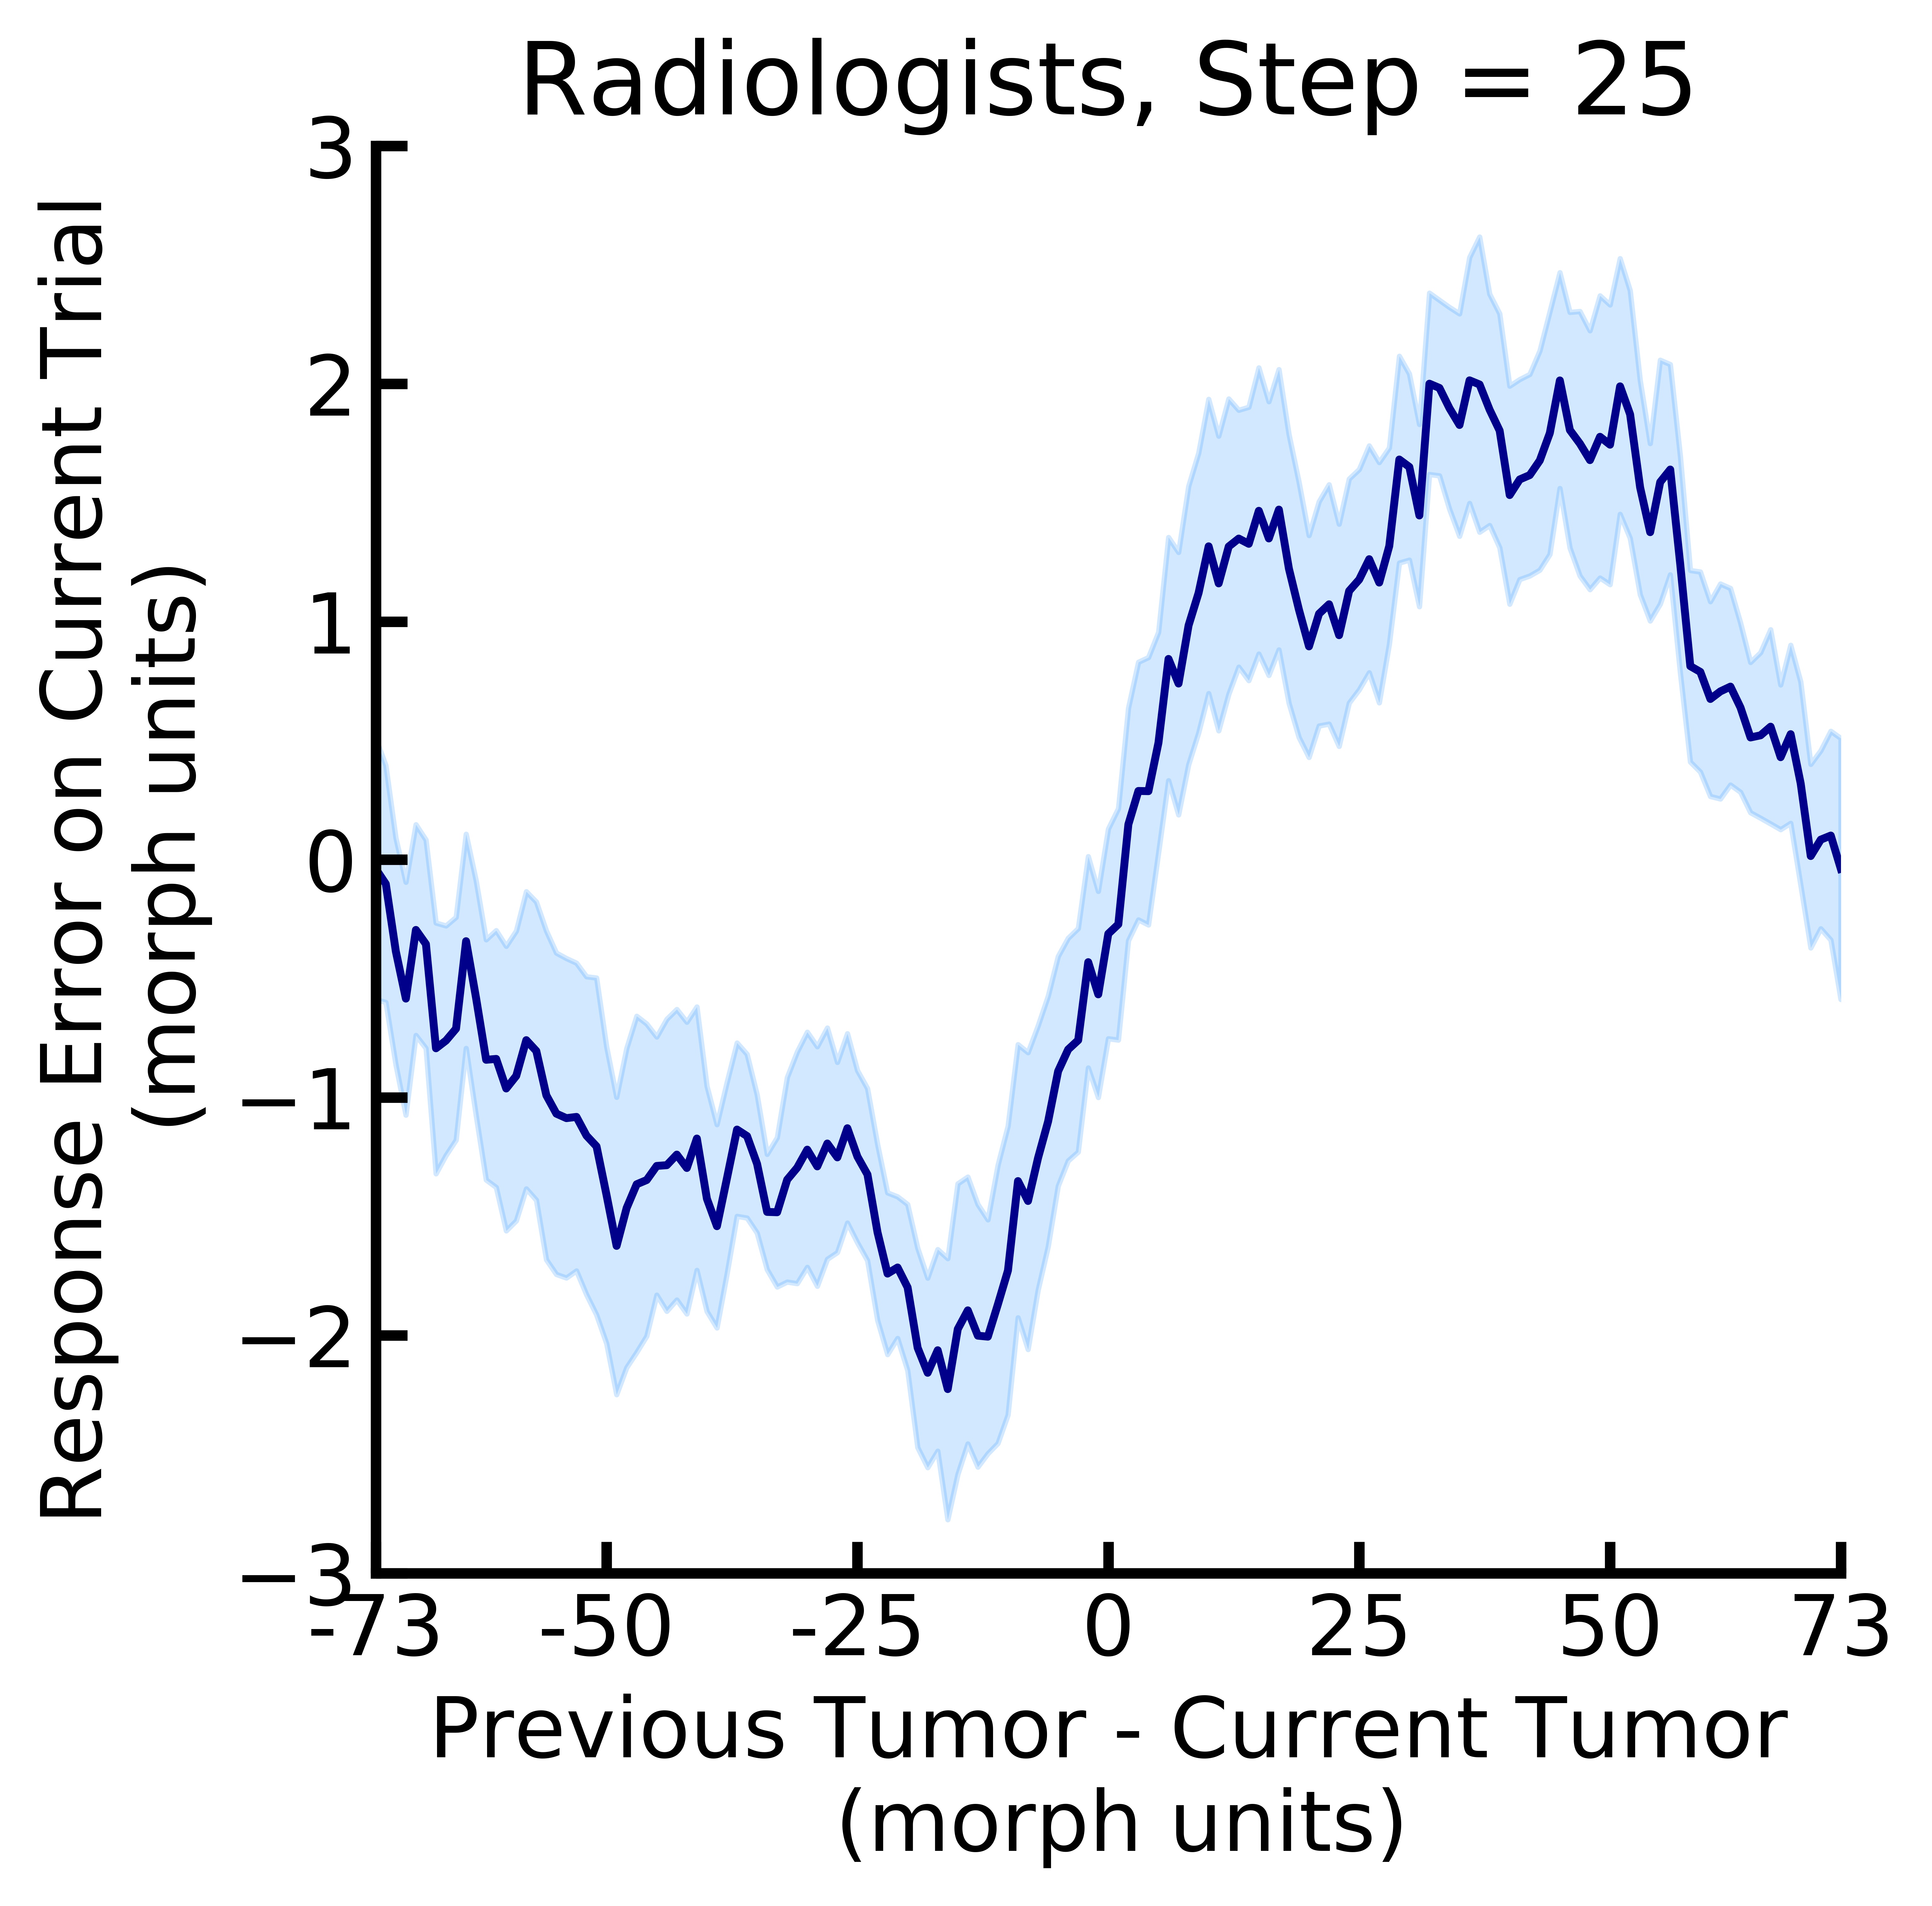 Radiologists, Step = 25
Response Error on Current Trial
(morph units)
3
2
1
0
−1
−2
−3
-73 -50 -25 0 25 50 73
Previous Tumor - Current Tumor
(morph units)